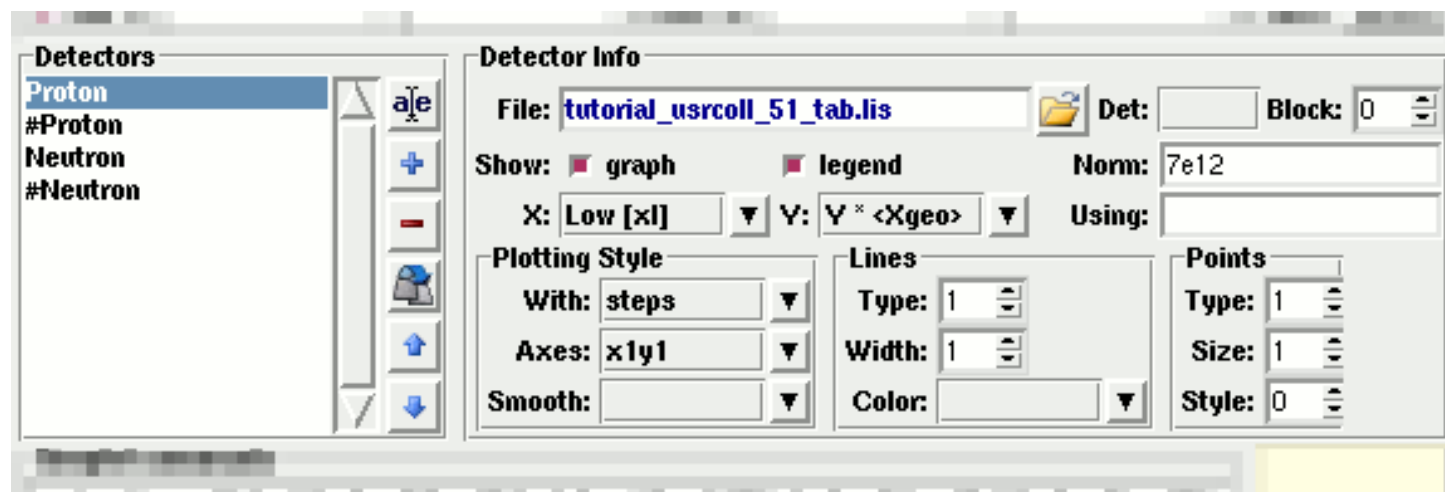 Detectors
Proton
#Proton
Neutron
#Neutron
aƪe
Detector Info
File: tutorial_usrcoll_51_tab.lis Det: Block: 0
Show: graph legend Norm: 7e12
X: Low [xl] Y: Y * <Xgeo> Using:
Plotting Style
With: steps
Axes: x1y1
Smooth:
Lines
Type: 1
Width: 1
Color:
Points
Type: 1
Size: 1
Style: 0